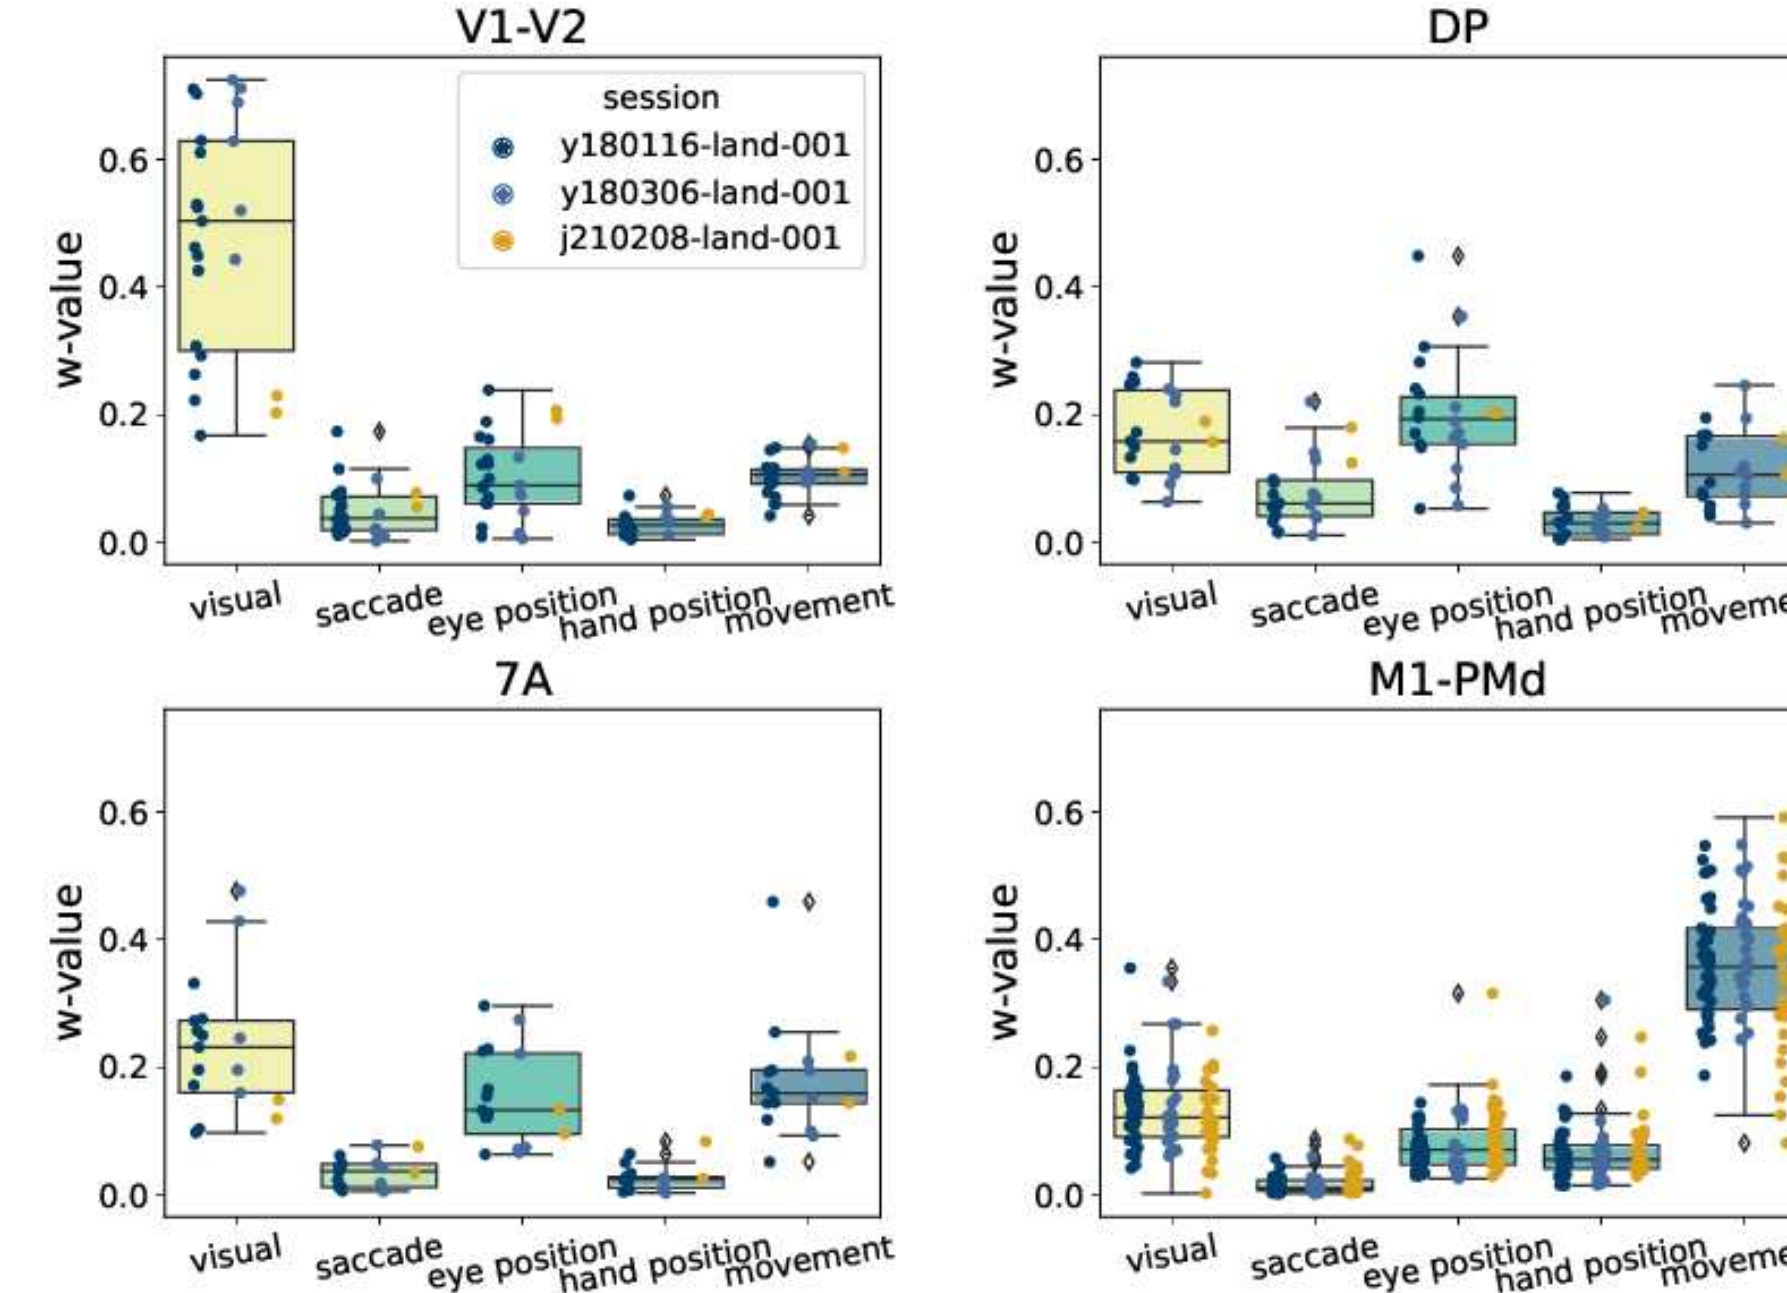 V1-V2
w-value
0.6
0.4
0.2
0.0
session
y180116-land-001
y180306-land-001
j210208-land-001
visual
saccade
eye position
hand position
movement
DP
w-value
0.6
0.4
0.2
0.0
visual
saccade
eye position
hand position
moveme
7A
w-value
0.6
0.4
0.2
0.0
visual
saccade
eye position
hand position
movement
M1-PMd
w-value
0.6
0.4
0.2
0.0
visual
saccade
eye position
hand position
moveme